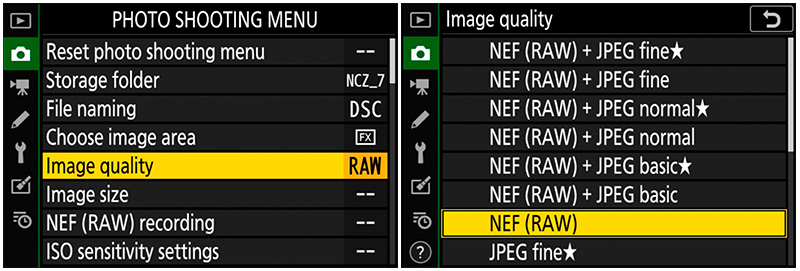 PHOTO SHOOTING MENU
Reset photo shooting menu --
Storage folder NCZ_7
File naming DSC
Choose image area FX
Image quality RAW
Image size --
NEF (RAW) recording --
ISO sensitivity settings --
Image quality
NEF (RAW) + JPEG fine★
NEF (RAW) + JPEG fine
NEF (RAW) + JPEG normal★
NEF (RAW) + JPEG normal
NEF (RAW) + JPEG basic★
NEF (RAW) + JPEG basic
NEF (RAW)
JPEG fine★
?